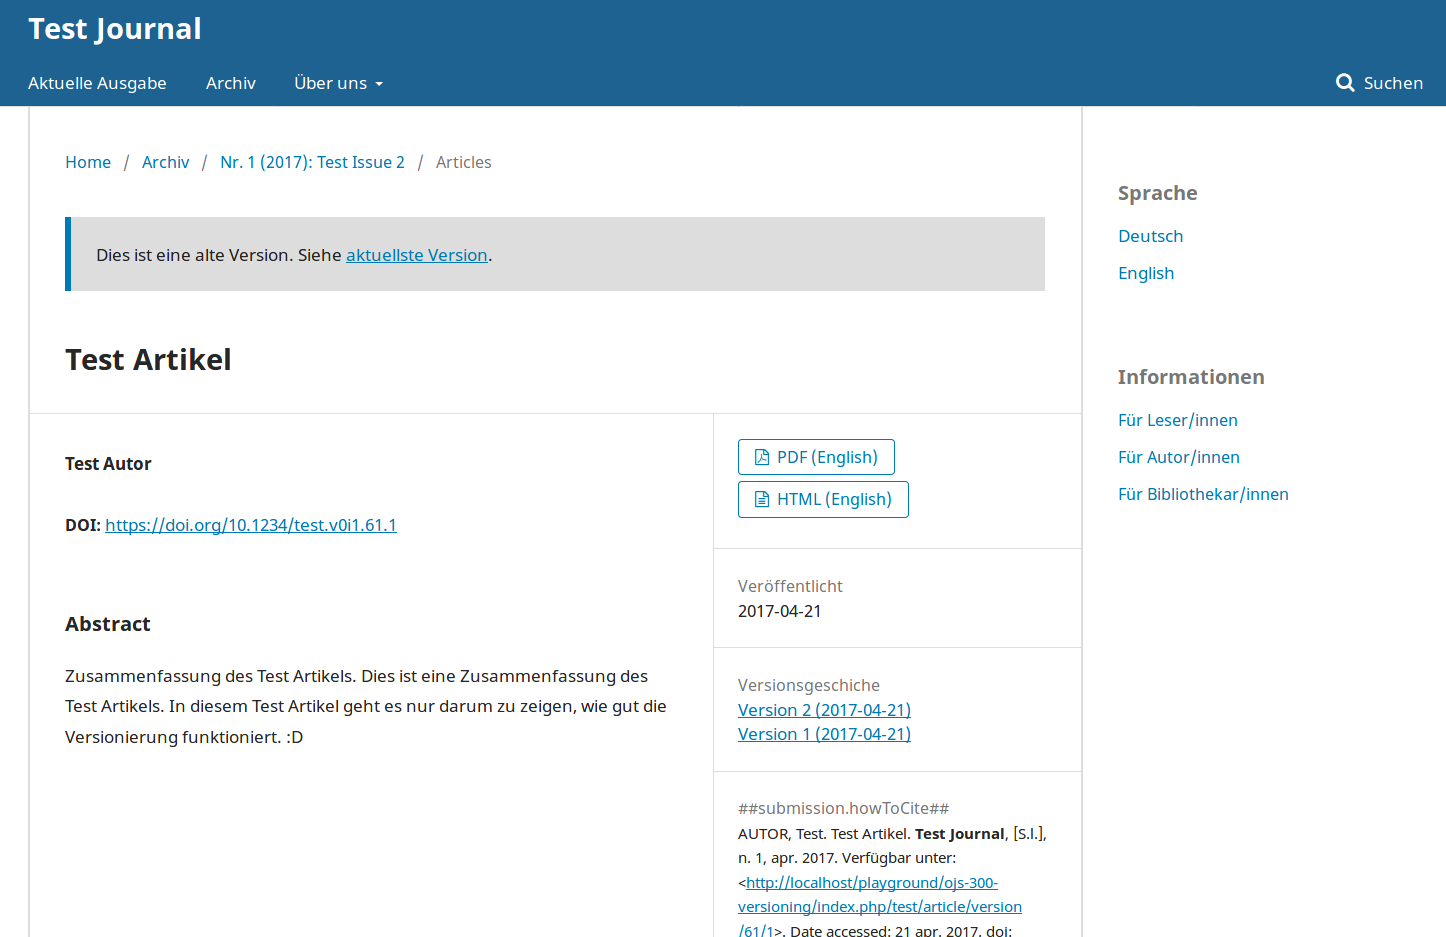 Test Journal
Aktuelle Ausgabe Archiv Über uns Suchen
Home / Archiv / Nr. 1 (2017): Test Issue 2 / Articles
Dies ist eine alte Version. Siehe aktuellste Version.
Test Artikel
Test Autor
DOI: https://doi.org/10.1234/test.v0i1.61.1
Abstract
Zusammenfassung des Test Artikels. Dies ist eine Zusammenfassung des
Test Artikels. In diesem Test Artikel geht es nur darum zu zeigen, wie gut die
Versionierung funktioniert. :D
PDF (English)
HTML (English)
Veröffentlicht
2017-04-21
Versionsgeschiche
Version 2 (2017-04-21)
Version 1 (2017-04-21)
##submission.howToCite##
AUTOR, Test. Test Artikel. Test Journal, [S.l.],
n. 1, apr. 2017. Verfügbar unter:
<http://localhost/playground/ojs-300-
versioning/index.php/test/article/version
/61/1>. Date accessed: 21 apr. 2017. doi:
Sprache
Deutsch
English
Informationen
Für Leser/innen
Für Autor/innen
Für Bibliothekar/innen